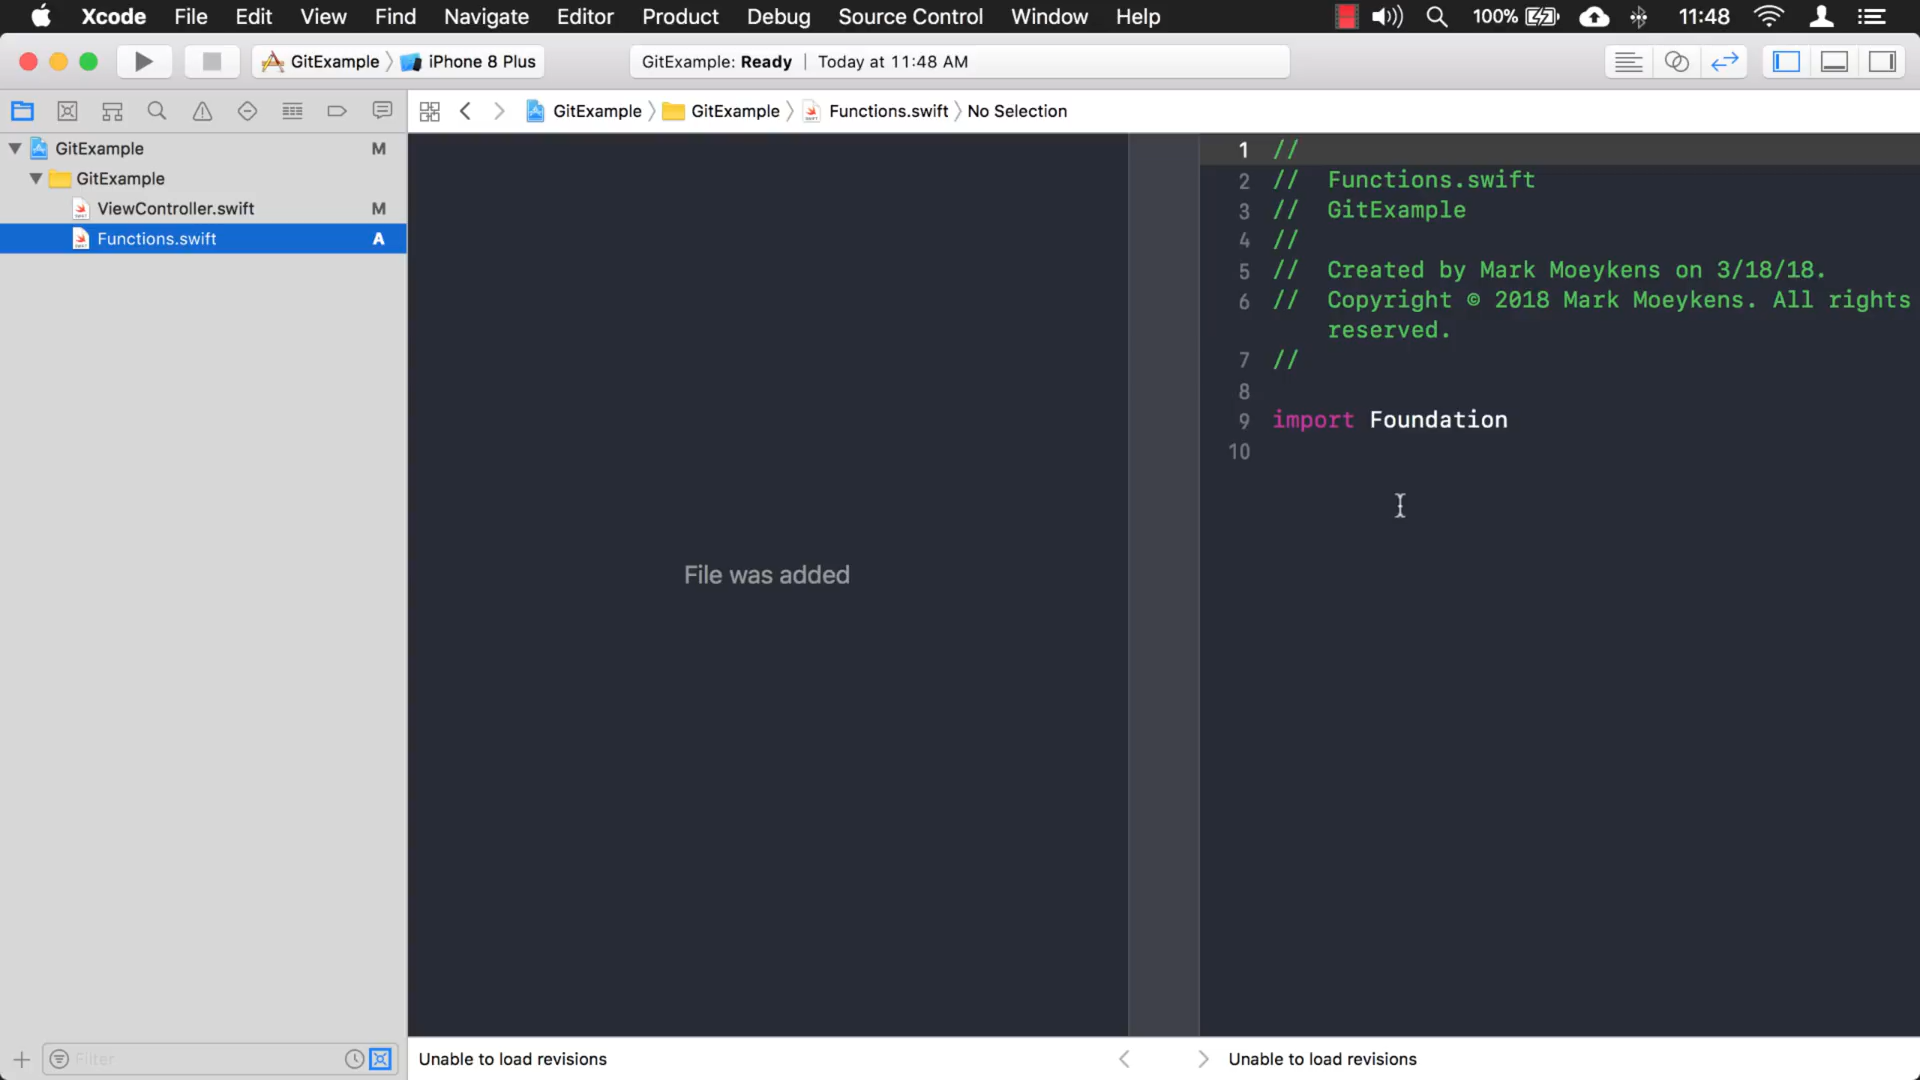 Xcode File Edit View Find Navigate Editor Product Debug Source Control Window Help 100% 11:48
GitExample iPhone 8 Plus GitExample: Ready | Today at 11:48 AM
GitExample GitExample Functions.swift No Selection
GitExample M
GitExample
ViewController.swift M
Functions.swift A
File was added
1 //
2 // Functions.swift
3 // GitExample
4 //
5 // Created by Mark Moeykens on 3/18/18.
6 // Copyright © 2018 Mark Moeykens. All rights
reserved.
7 //
8
9 import Foundation
10
Filter
Unable to load revisions
Unable to load revisions